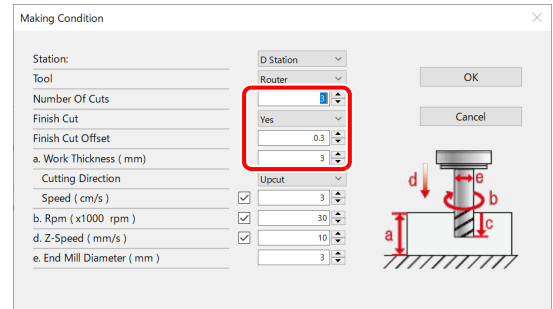 Making Condition
Station: D Station
Tool Router OK
Number Of Cuts 3
Finish Cut Yes Cancel
Finish Cut Offset 0.3
a. Work Thickness ( mm) 3
Cutting Direction Upcut
Speed ( cm/s ) 3
b. Rpm ( x1000 rpm ) 30
d. Z-Speed ( mm/s ) 10
e. End Mill Diameter ( mm ) 3
d e
b
c
a